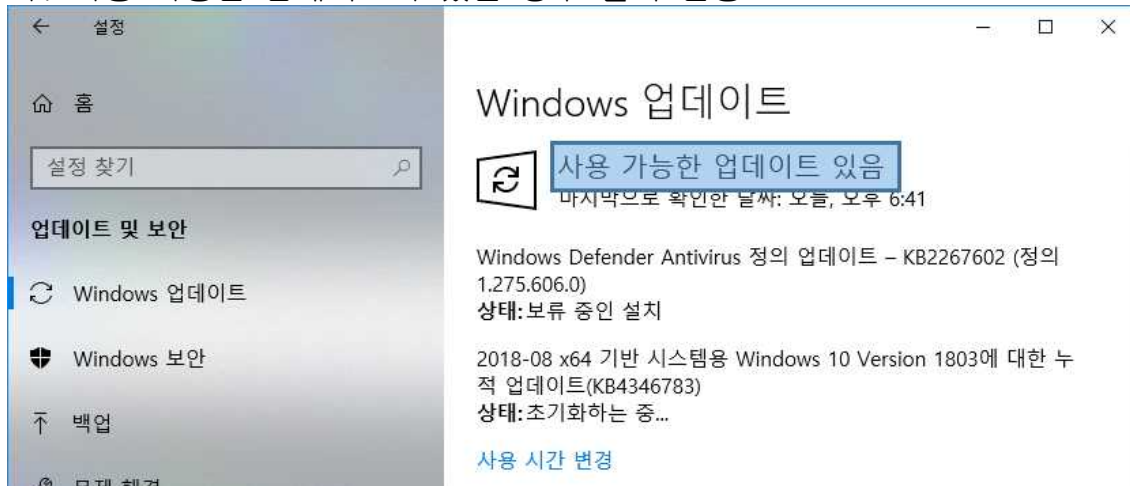 설정
홈
설정 찾기
업데이트 및 보안
Windows 업데이트
Windows 보안
백업
Windows 업데이트
사용 가능한 업데이트 있음
마지막으로 확인한 날짜: 오늘, 오후 6:41
Windows Defender Antivirus 정의 업데이트 – KB2267602 (정의
1.275.606.0)
상태: 보류 중인 설치
2018-08 x64 기반 시스템용 Windows 10 Version 1803에 대한 누
적 업데이트(KB4346783)
상태: 초기화하는 중...
사용 시간 변경